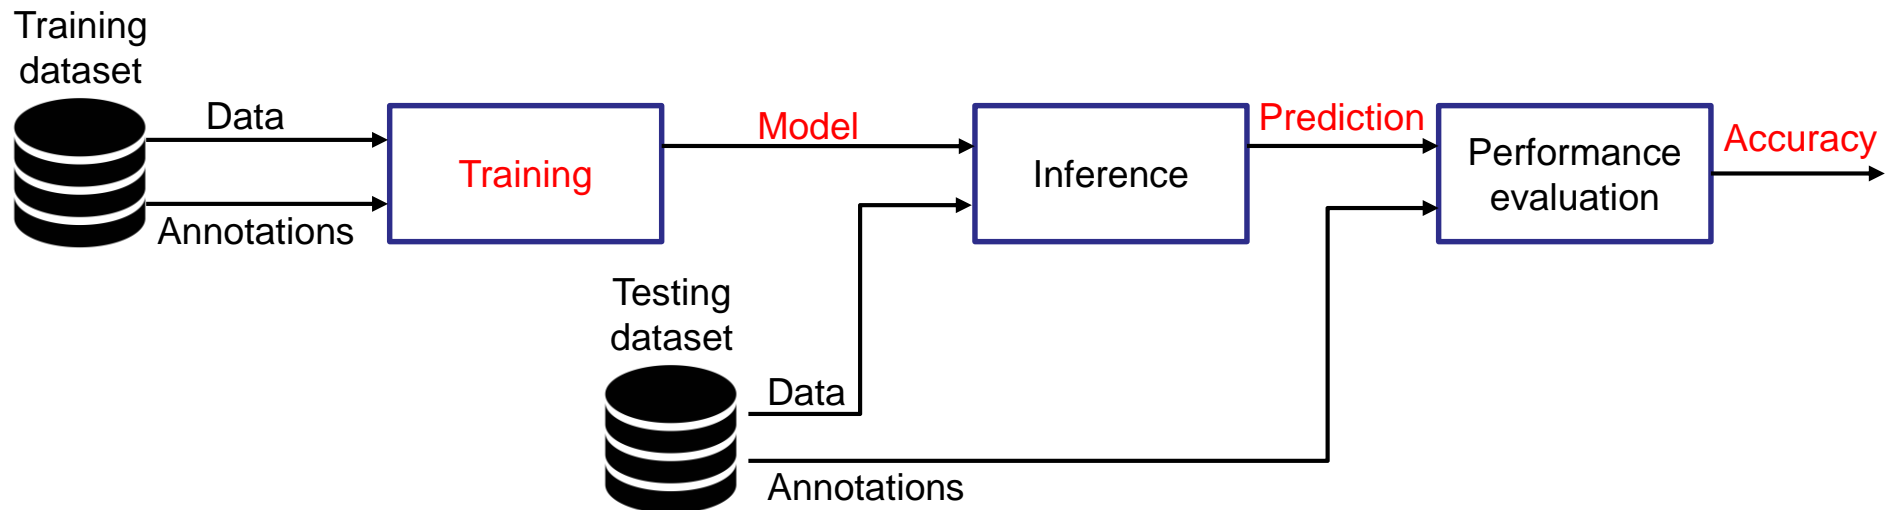 Training
dataset
Data
Annotations
Training
Model
Inference
Prediction
Performance
evaluation
Accuracy
Testing
dataset
Data
Annotations